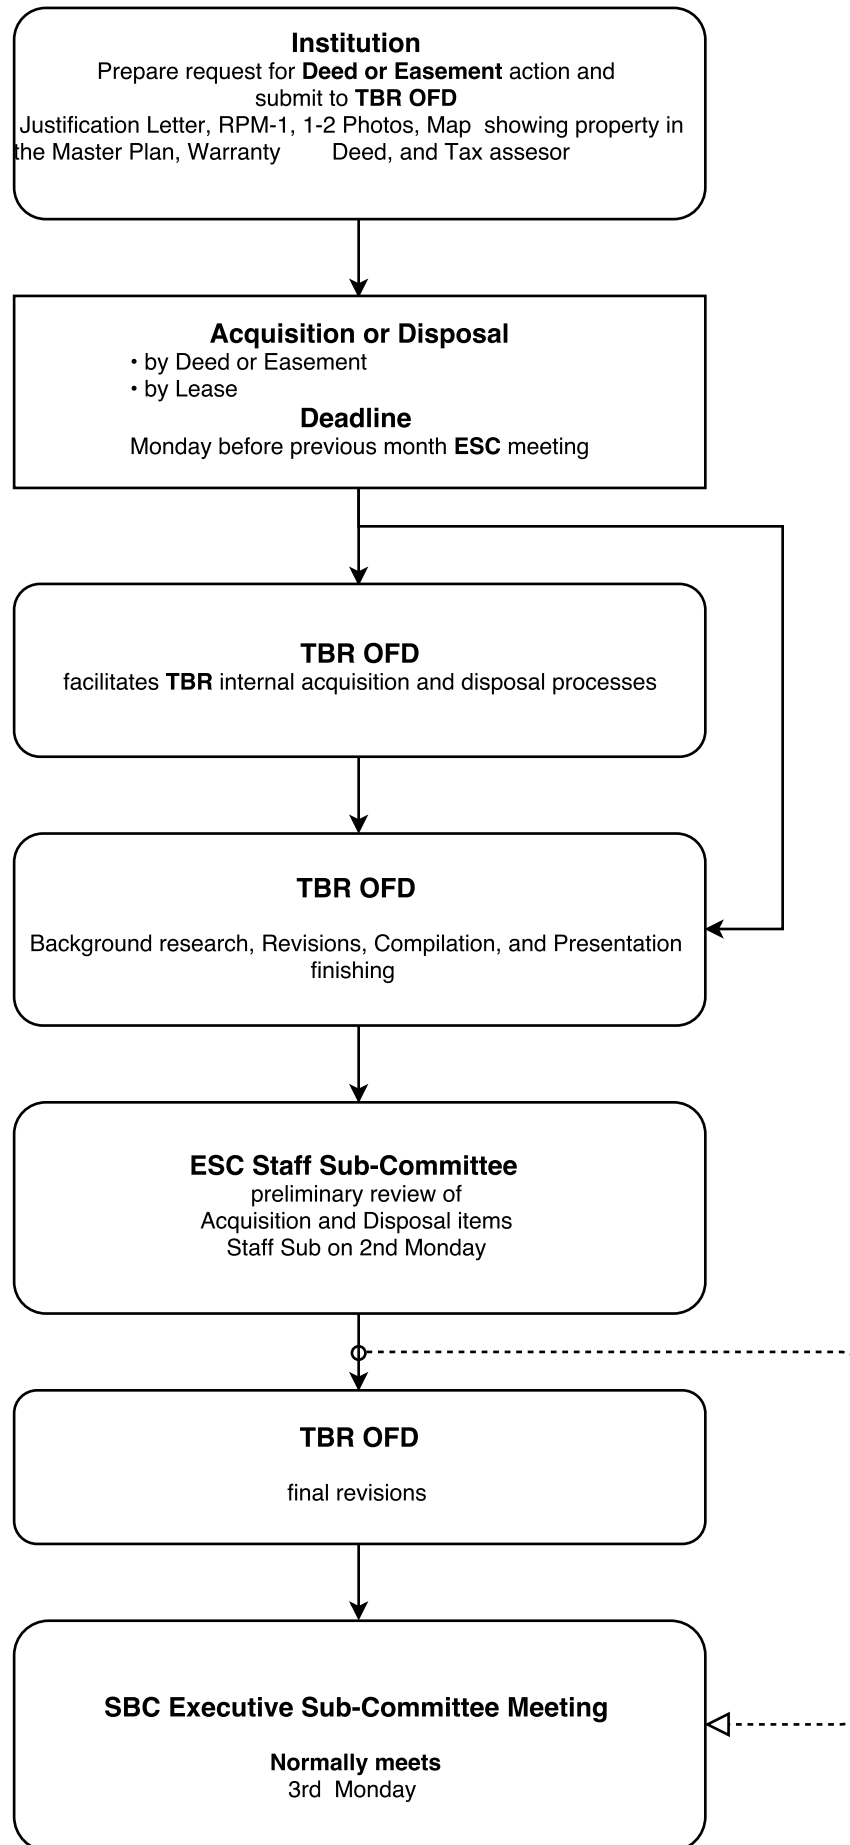 Institution
Prepare request for Deed or Easement action and
submit to TBR OFD
Justification Letter, RPM-1, 1-2 Photos, Map  showing property in
the Master Plan, Warranty        Deed, and Tax assesor
Acquisition or Disposal
• by Deed or Easement
• by Lease
Deadline
Monday before previous month ESC meeting
TBR OFD
facilitates TBR internal acquisition and disposal processes
TBR OFD
Background research, Revisions, Compilation, and Presentation
finishing
ESC Staff Sub-Committee
preliminary review of
Acquisition and Disposal items
Staff Sub on 2nd Monday
TBR OFD
final revisions
SBC Executive Sub-Committee Meeting
Normally meets
3rd  Monday